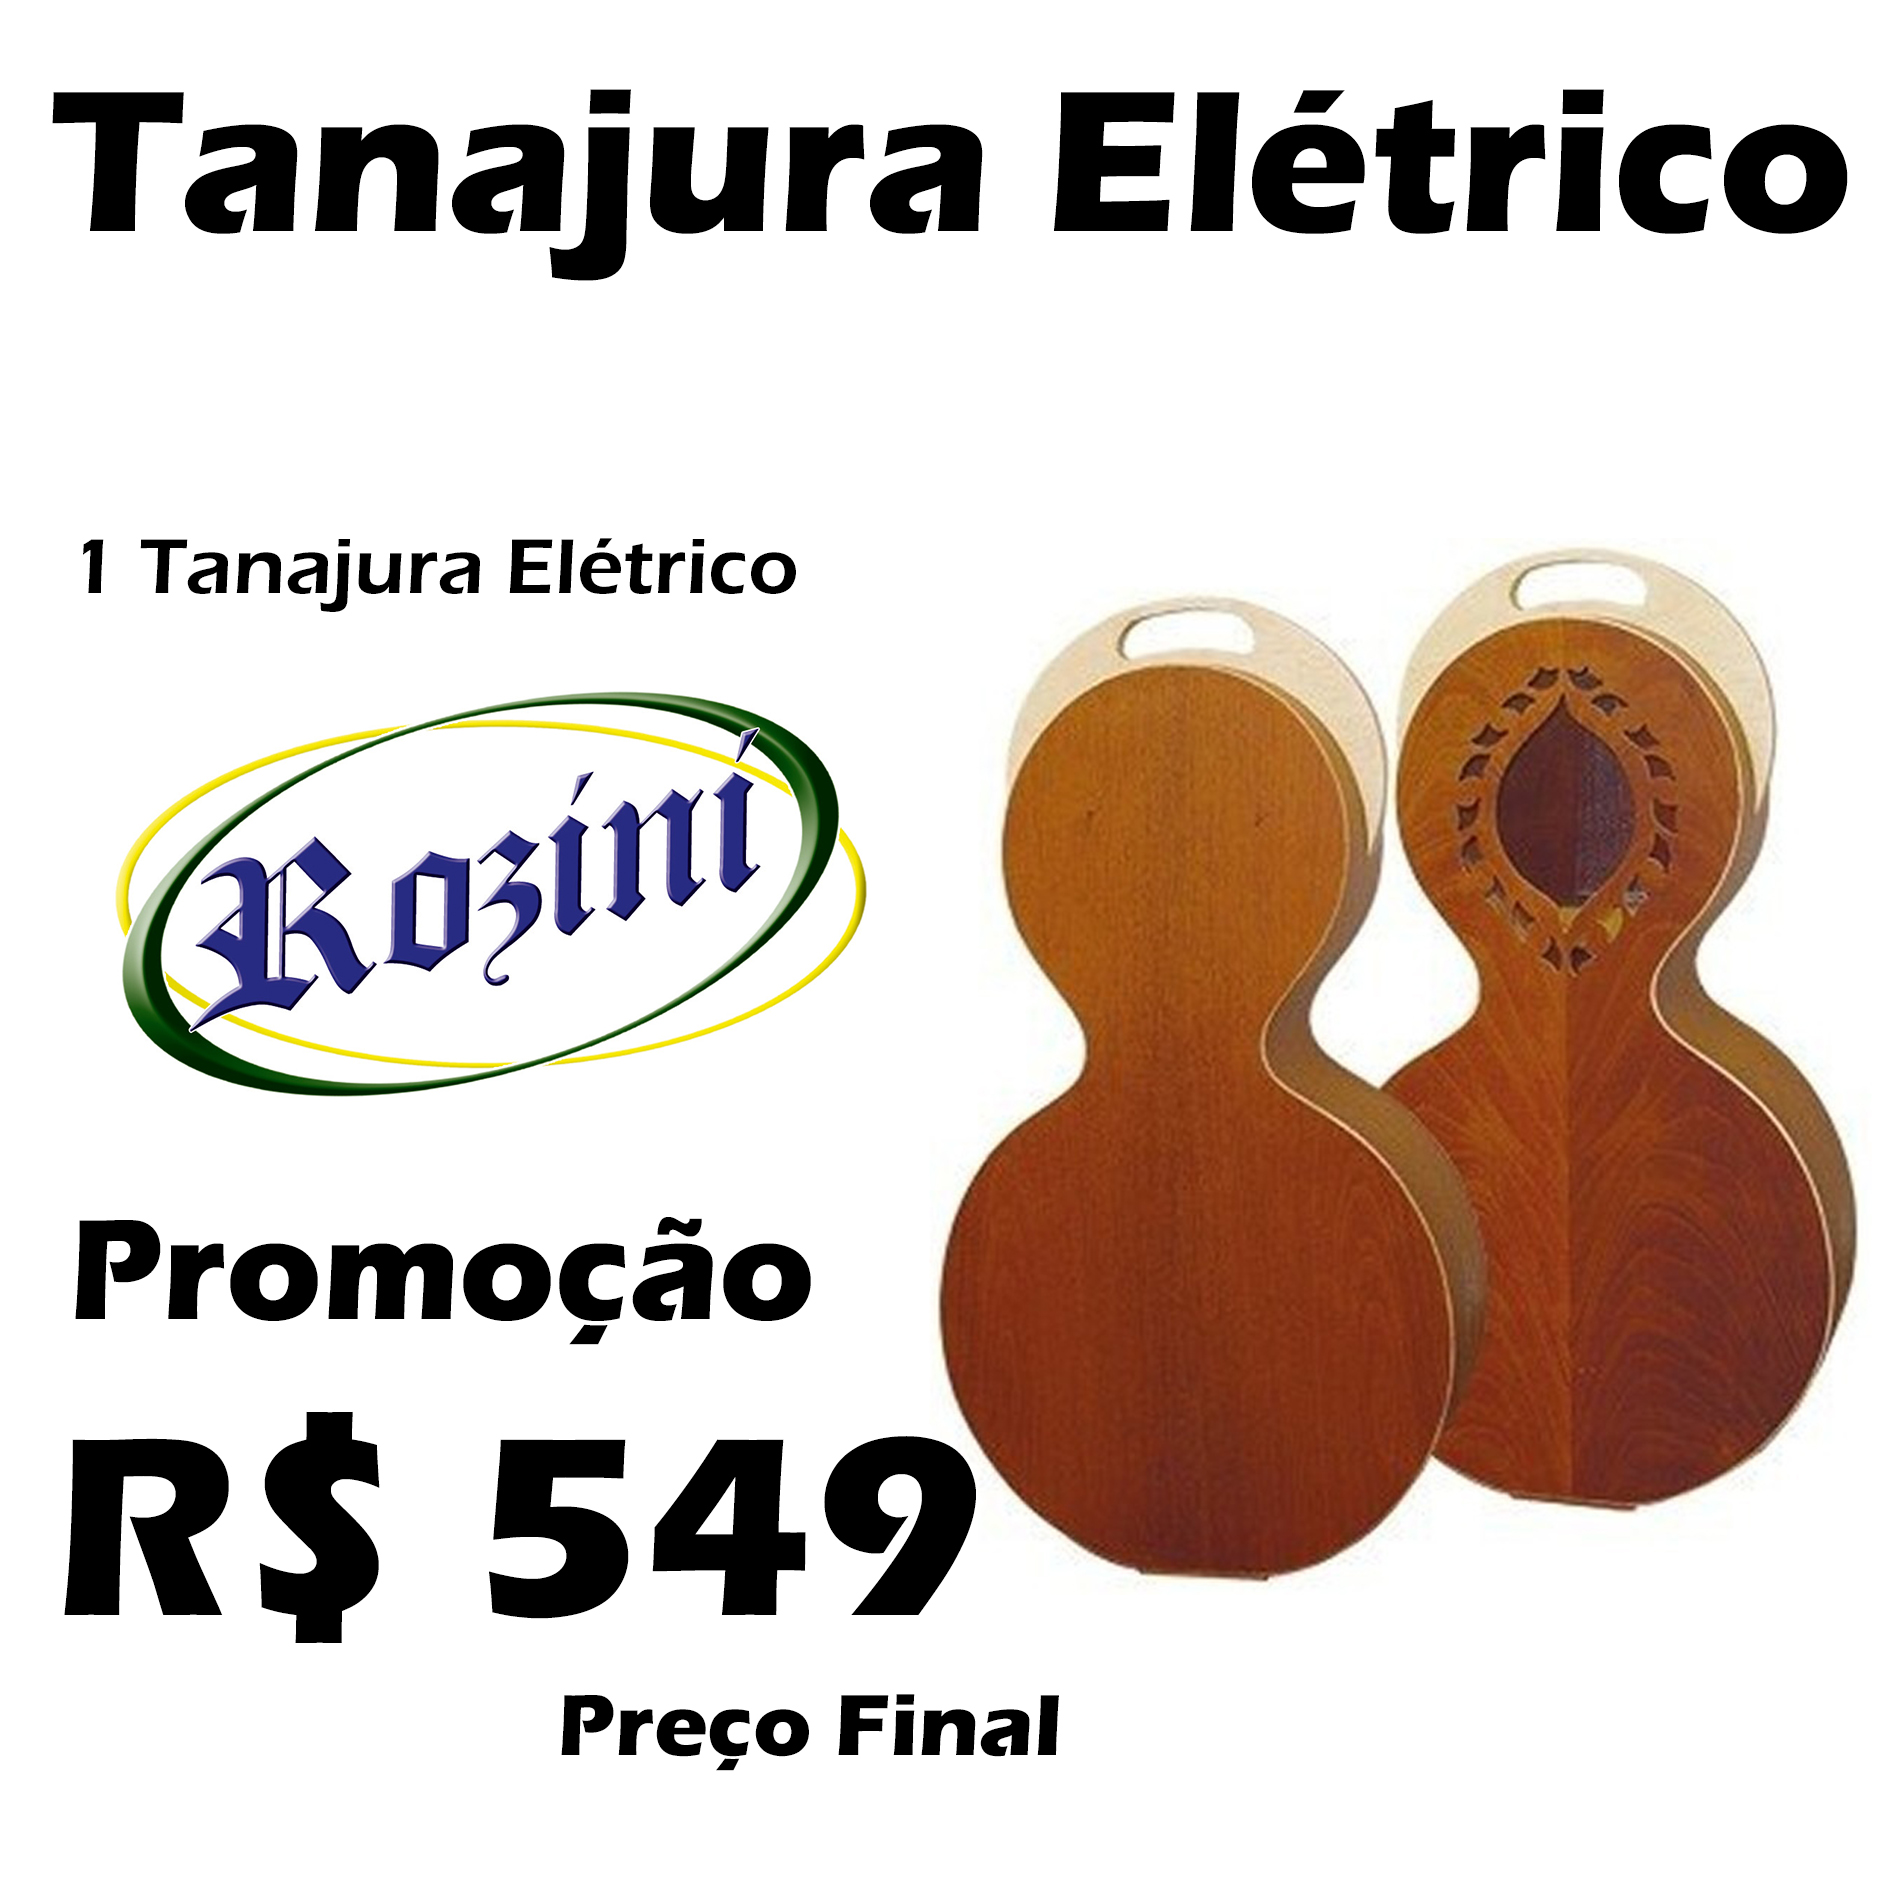 Tanajura Elétrico
1 Tanajura Elétrico
Rozini
Promoção
R$ 549
Preço Final